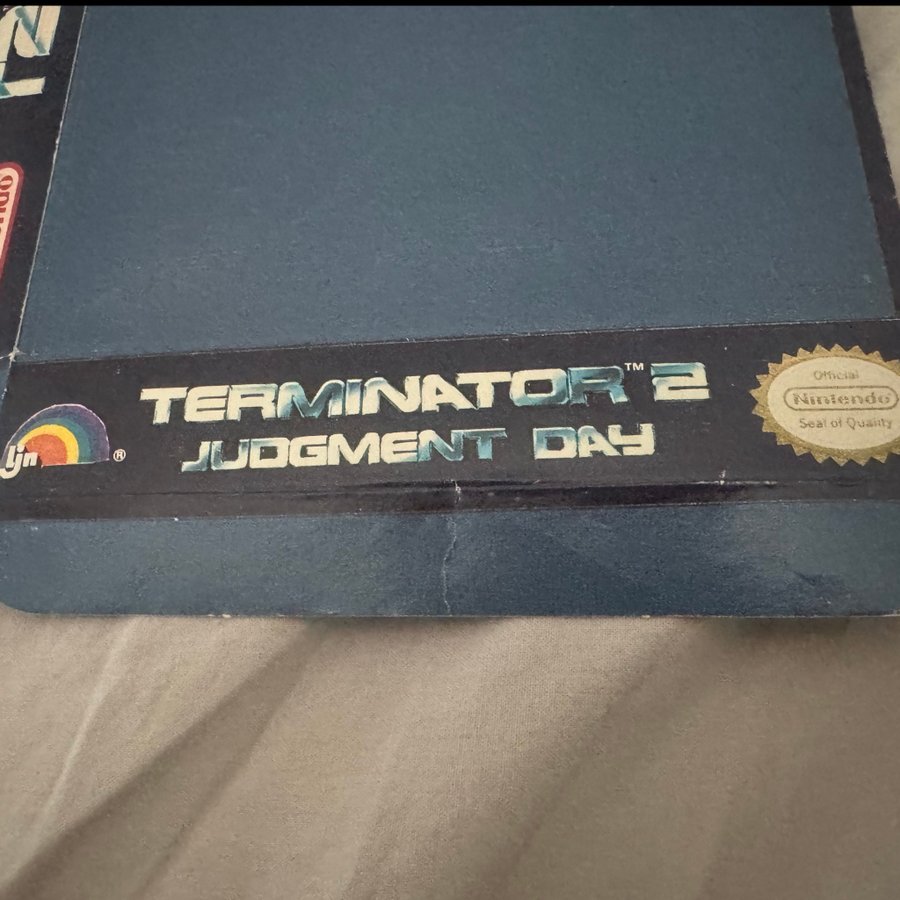 TERMINATOR™ 2
JUDGMENT DAY
ljn®
Official
Nintendo
Seal of Quality